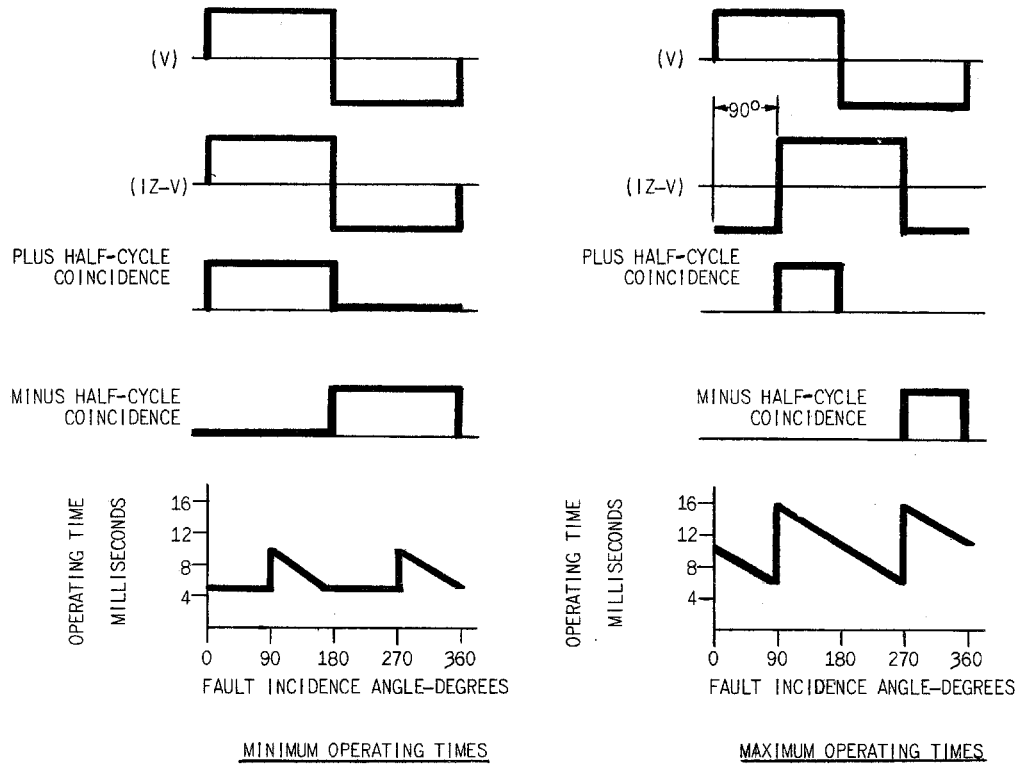 (V)
(IZ-V)
PLUS HALF-CYCLE
COINCIDENCE
MINUS HALF-CYCLE
COINCIDENCE
OPERATING TIME
MILLISECONDS
16
12
8
4
0 90 180 270 360
FAULT INCIDENCE ANGLE-DEGREES
MINIMUM OPERATING TIMES
(V)
90°
(IZ-V)
PLUS HALF-CYCLE
COINCIDENCE
MINUS HALF-CYCLE
COINCIDENCE
OPERATING TIME
MILLISECONDS
16
12
8
4
0 90 180 270 360
FAULT INCIDENCE ANGLE-DEGREES
MAXIMUM OPERATING TIMES